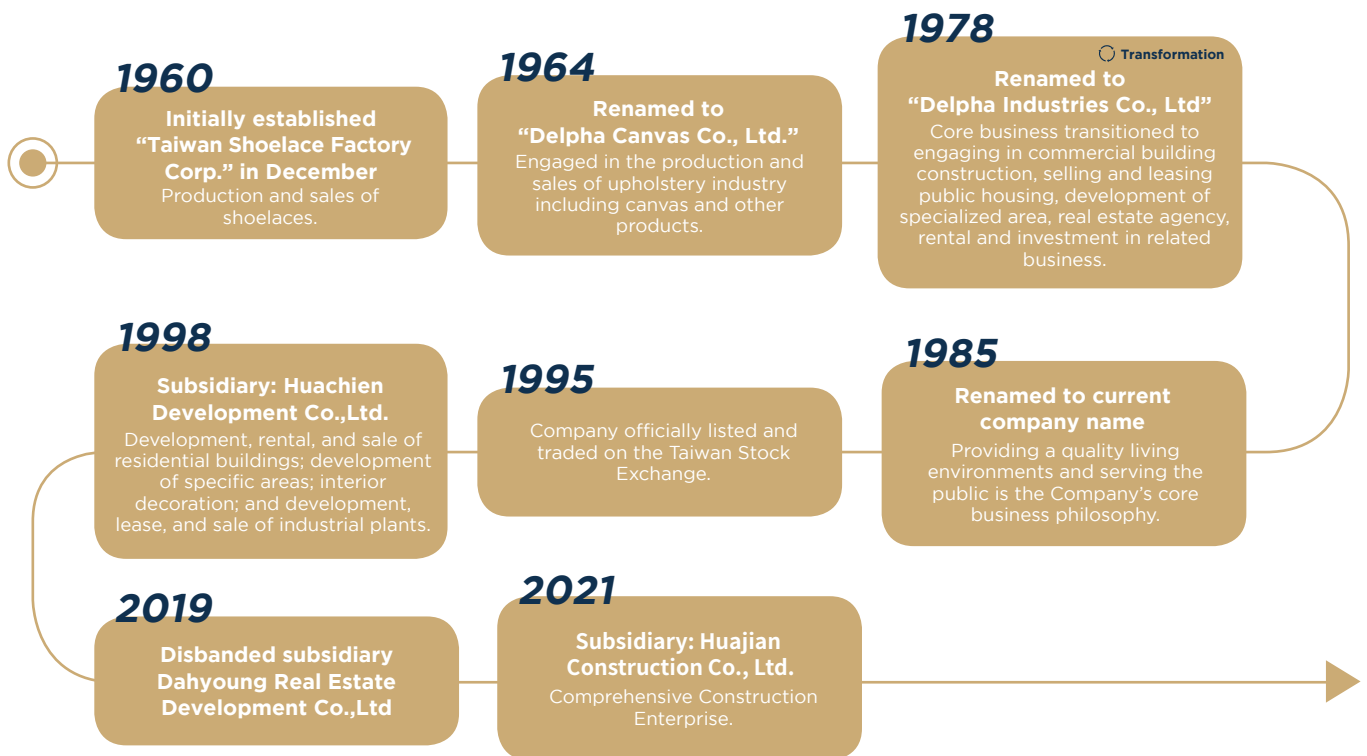 1960
Initially established
“Taiwan Shoelace Factory
Corp.” in December
Production and sales of
shoelaces.
1964
Renamed to
“Delpha Canvas Co., Ltd.”
Engaged in the production and
sales of upholstery industry
including canvas and other
products.
1978
Transformation
Renamed to
“Delpha Industries Co., Ltd”
Core business transitioned to
engaging in commercial building
construction, selling and leasing
public housing, development of
specialized area, real estate agency,
rental and investment in related
business.
1985
Renamed to current
company name
Providing a quality living
environments and serving the
public is the Company’s core
business philosophy.
1995
Company officially listed and
traded on the Taiwan Stock
Exchange.
1998
Subsidiary: Huachien
Development Co.,Ltd.
Development, rental, and sale of
residential buildings; development
of specific areas; interior
decoration; and development,
lease, and sale of industrial plants.
2019
Disbanded subsidiary
Dahyoung Real Estate
Development Co.,Ltd
2021
Subsidiary: Huajian
Construction Co., Ltd.
Comprehensive Construction
Enterprise.